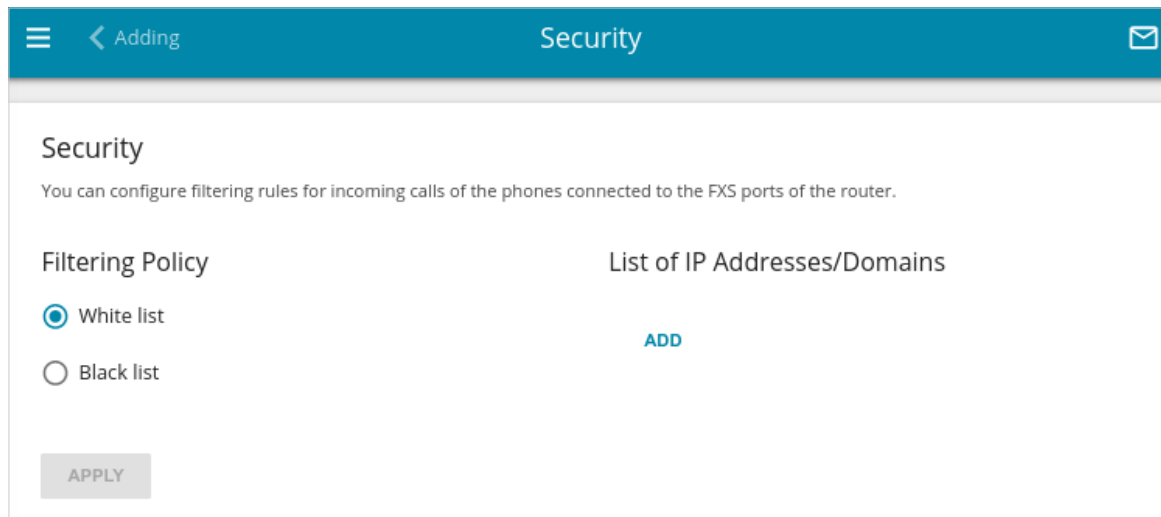 Adding
Security
Security
You can configure filtering rules for incoming calls of the phones connected to the FXS ports of the router.
Filtering Policy
List of IP Addresses/Domains
White list
ADD
Black list
APPLY